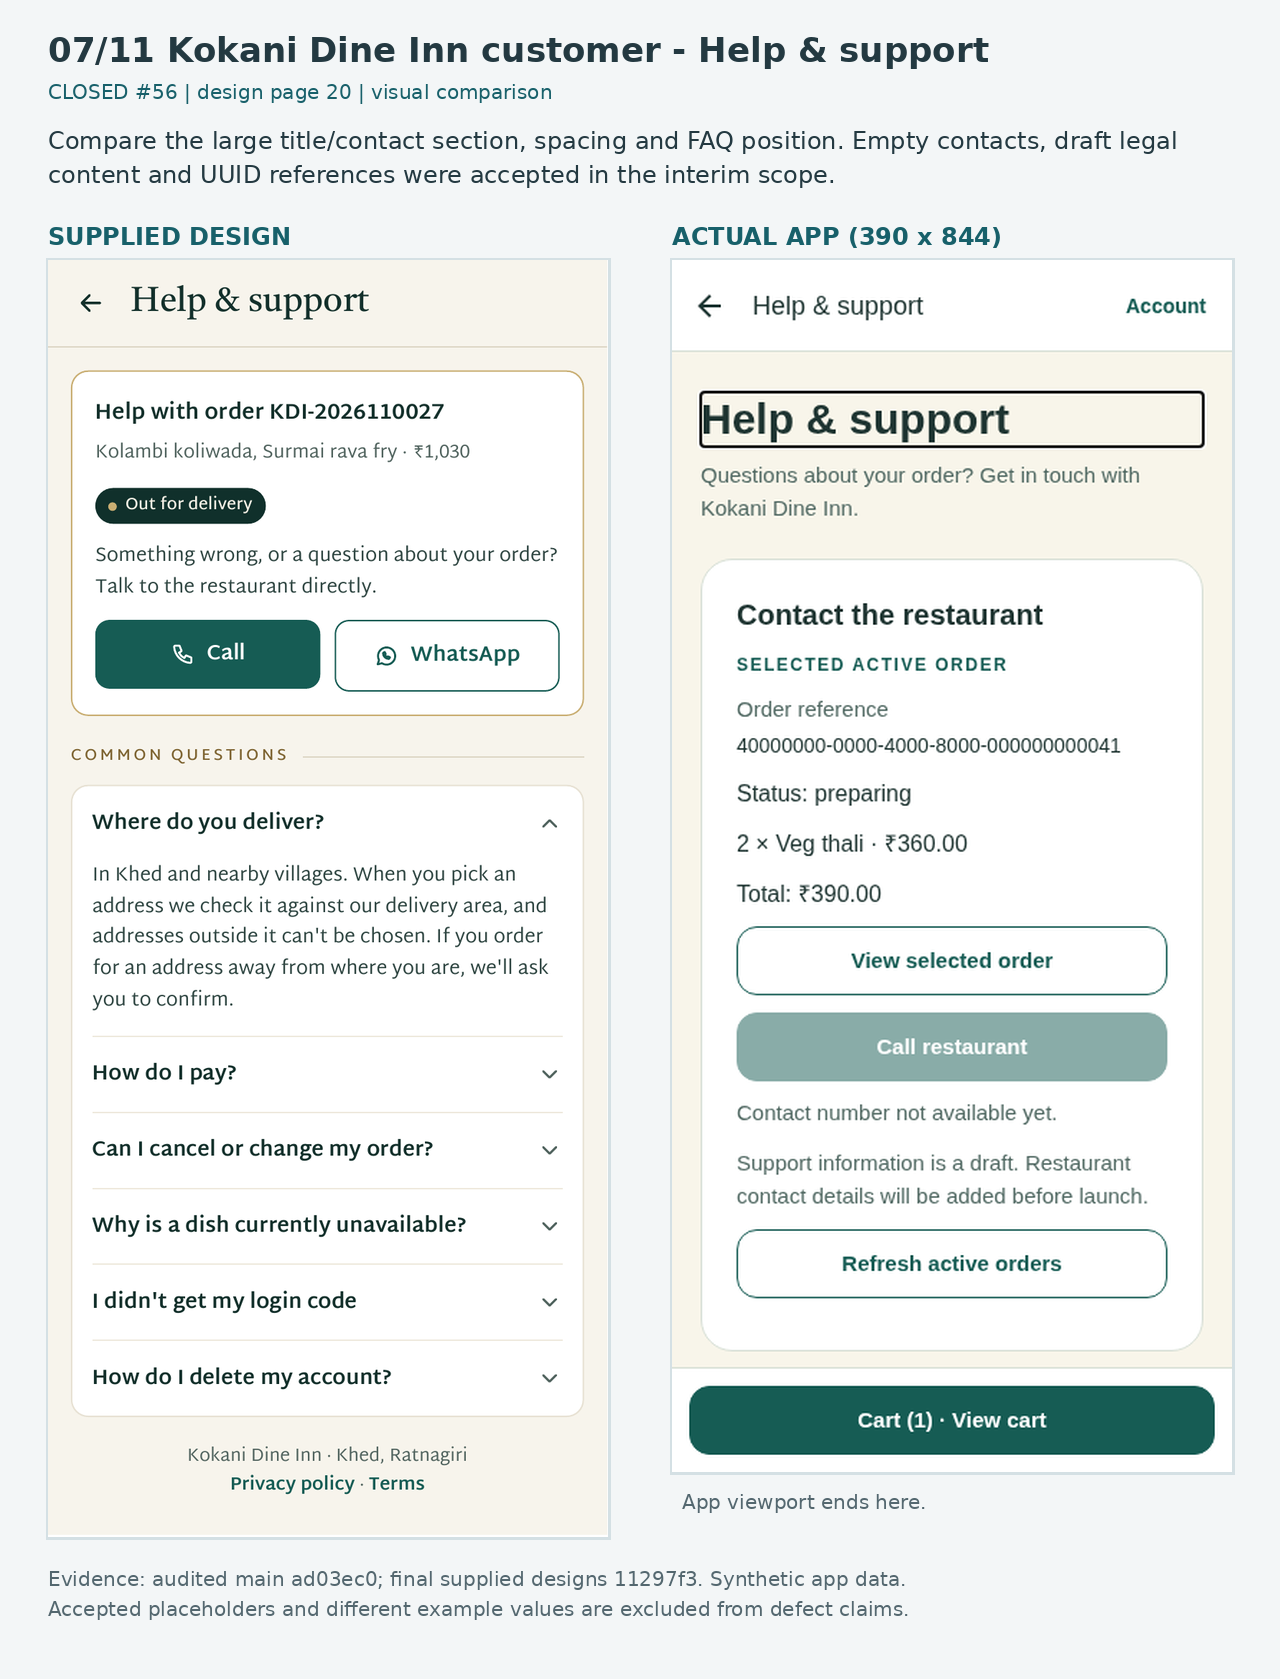 07/11 Kokani Dine Inn customer - Help & support
CLOSED #56 | design page 20 | visual comparison
Compare the large title/contact section, spacing and FAQ position. Empty contacts, draft legal
content and UUID references were accepted in the interim scope.
SUPPLIED DESIGN
Help & support
Help with order KDI-2026110027
Kolambi koliwada, Surmai rava fry · ₹1,030
Out for delivery
Something wrong, or a question about your order?
Talk to the restaurant directly.
Call
WhatsApp
COMMON QUESTIONS
Where do you deliver?
In Khed and nearby villages. When you pick an
address we check it against our delivery area, and
addresses outside it can't be chosen. If you order
for an address away from where you are, we'll ask
you to confirm.
How do I pay?
Can I cancel or change my order?
Why is a dish currently unavailable?
I didn't get my login code
How do I delete my account?
Kokani Dine Inn · Khed, Ratnagiri
Privacy policy · Terms
ACTUAL APP (390 x 844)
Help & support
Account
Help & support
Questions about your order? Get in touch with
Kokani Dine Inn.
Contact the restaurant
SELECTED ACTIVE ORDER
Order reference
40000000-0000-4000-8000-000000000041
Status: preparing
2 × Veg thali · ₹360.00
Total: ₹390.00
View selected order
Call restaurant
Contact number not available yet.
Support information is a draft. Restaurant
contact details will be added before launch.
Refresh active orders
Cart (1) · View cart
App viewport ends here.
Evidence: audited main ad03ec0; final supplied designs 11297f3. Synthetic app data.
Accepted placeholders and different example values are excluded from defect claims.